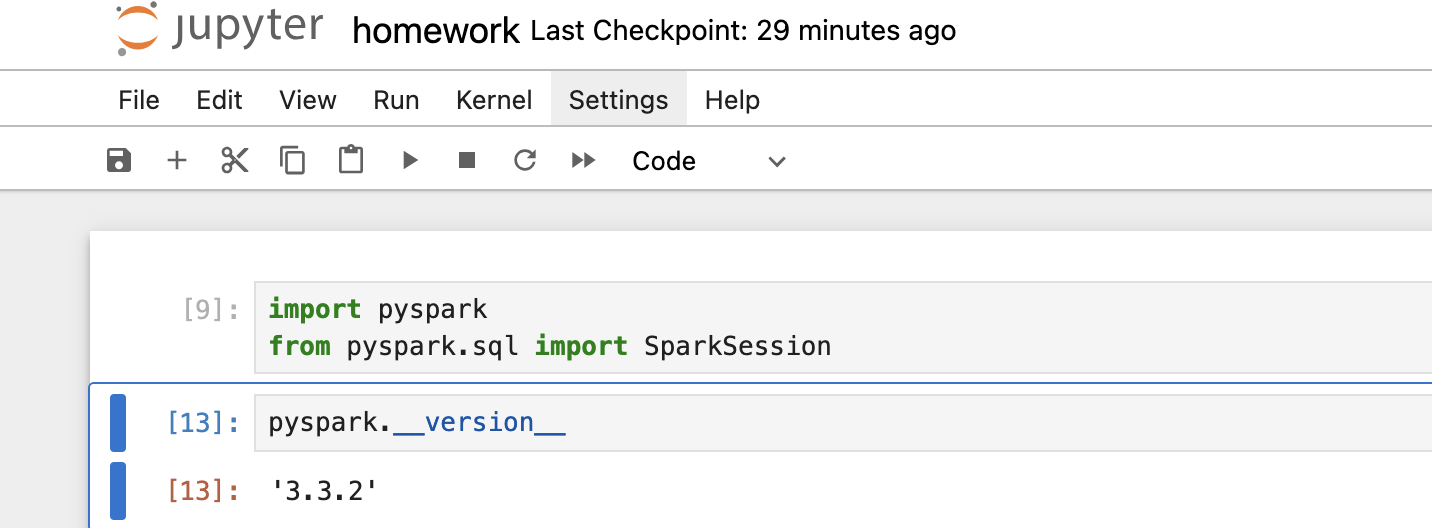 jupyter homework Last Checkpoint: 29 minutes ago
File Edit View Run Kernel Settings Help
Code
[9]: import pyspark
from pyspark.sql import SparkSession
[13]: pyspark.__version__
[13]: '3.3.2'